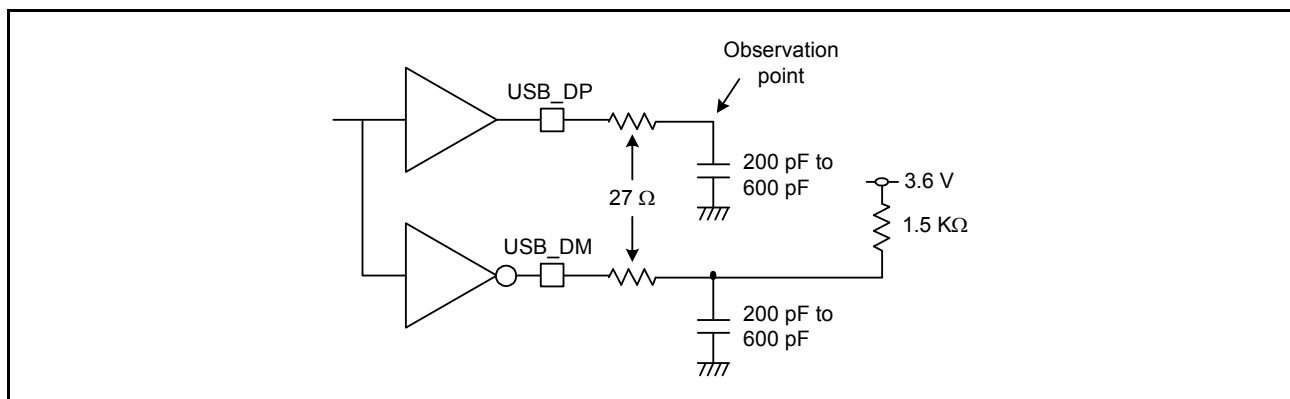 Observation
point
USB_DP
200 pF to
600 pF
27 Ω
3.6 V
1.5 KΩ
USB_DM
200 pF to
600 pF